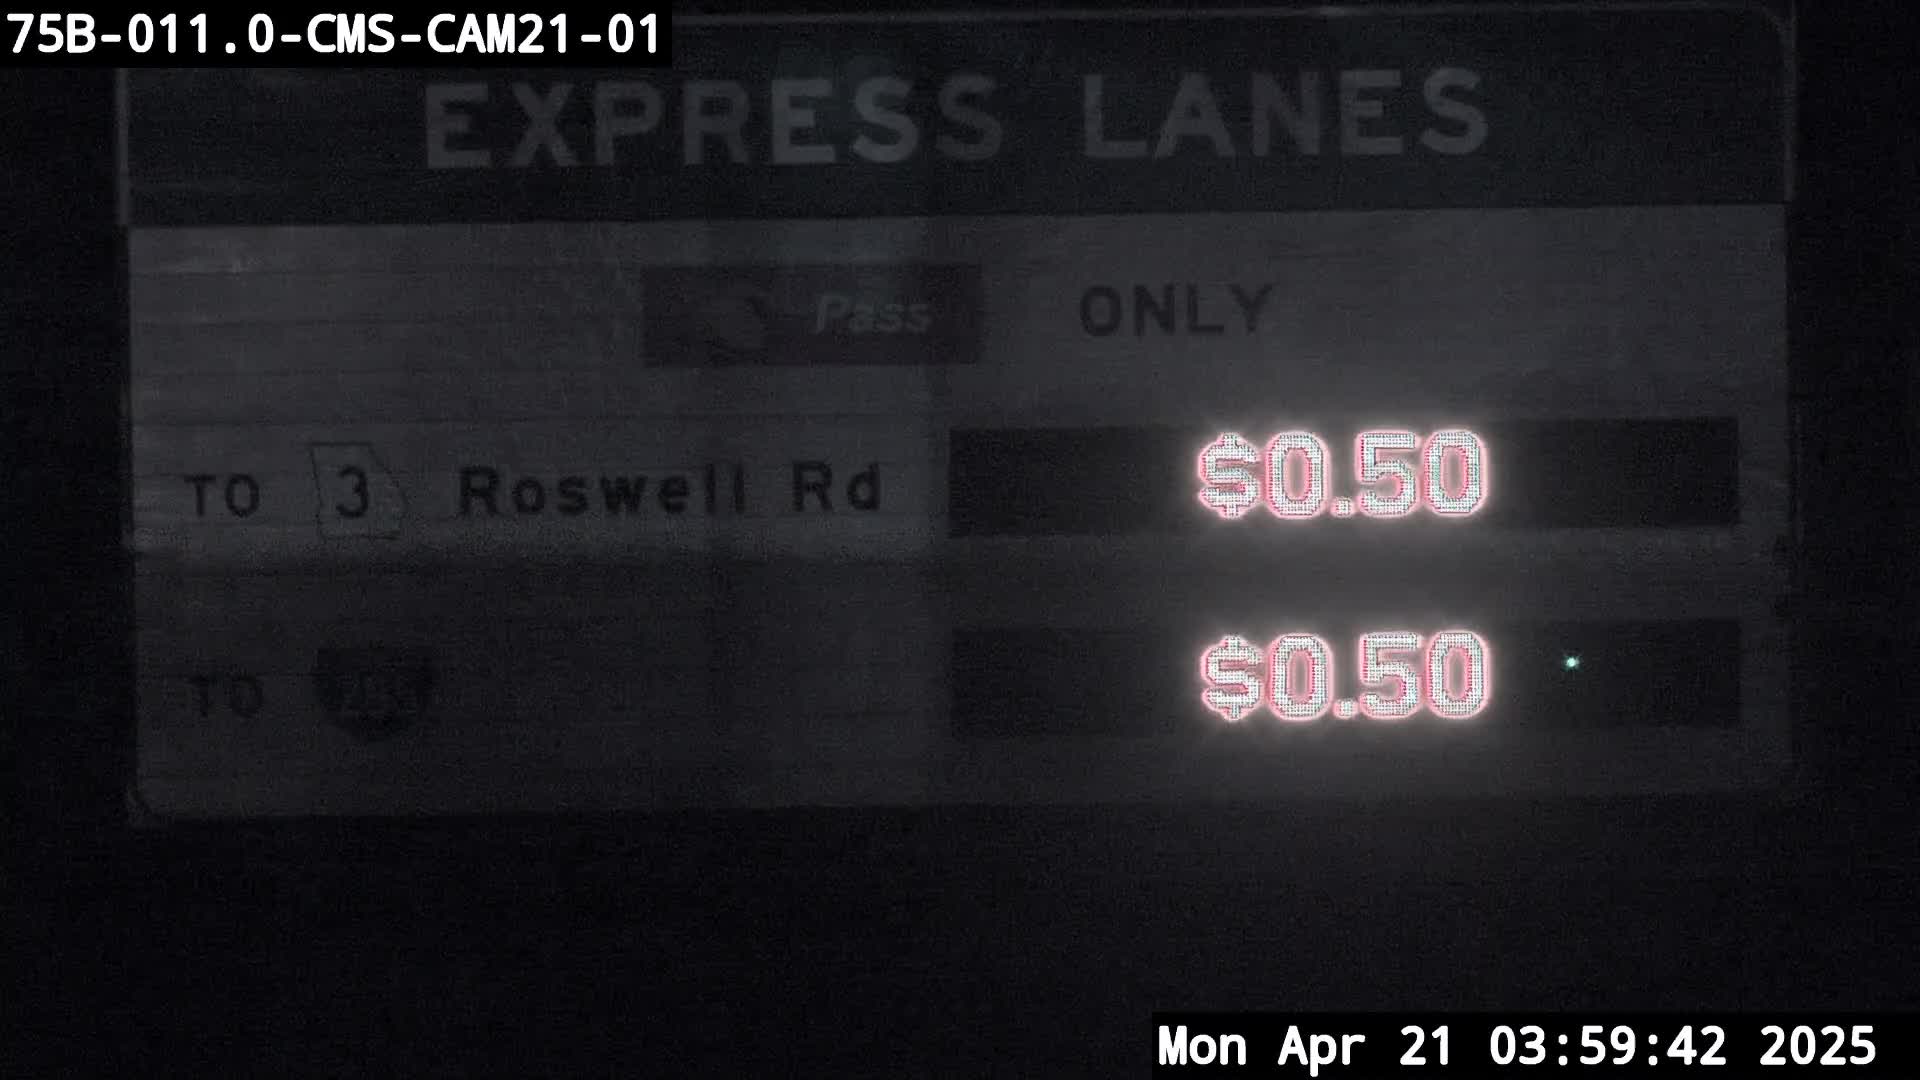 75B-011.0-CMS-CAM21-01
EXPRESS LANES
Pass ONLY
TO 3 Roswell Rd $0.50
TO $0.50
Mon Apr 21 03:59:42 2025